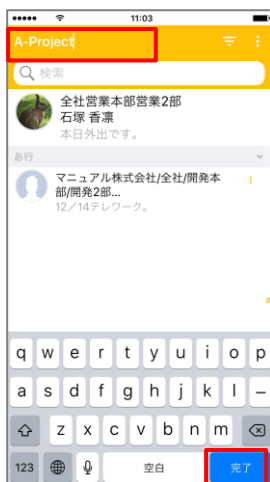 11:03
A-Project
検索
全社営業本部営業2部
石塚 香凛
本日外出です。
あ行
マニュアル株式会社/全社/開発本
部/開発2部...
12／14テレワーク。
あ
q w e r t y u i o p
a s d f g h j k l –
z x c v b n m
123 空白 完了